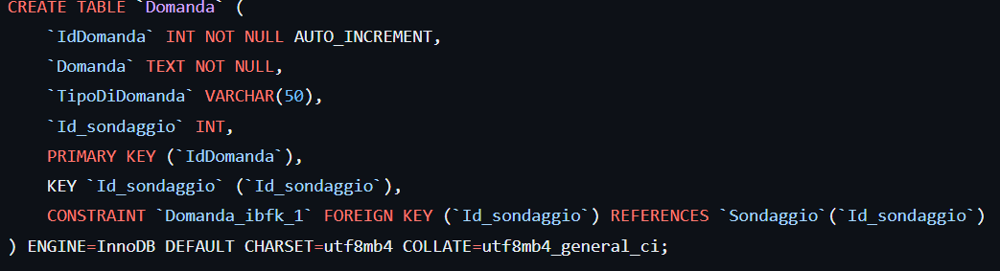 CREATE TABLE `Domanda` (
`IdDomanda` INT NOT NULL AUTO_INCREMENT,
`Domanda` TEXT NOT NULL,
`TipoDiDomanda` VARCHAR(50),
`Id_sondaggio` INT,
PRIMARY KEY (`IdDomanda`),
KEY `Id_sondaggio` (`Id_sondaggio`),
CONSTRAINT `Domanda_ibfk_1` FOREIGN KEY (`Id_sondaggio`) REFERENCES `Sondaggio`(`Id_sondaggio`)
) ENGINE=InnoDB DEFAULT CHARSET=utf8mb4 COLLATE=utf8mb4_general_ci;